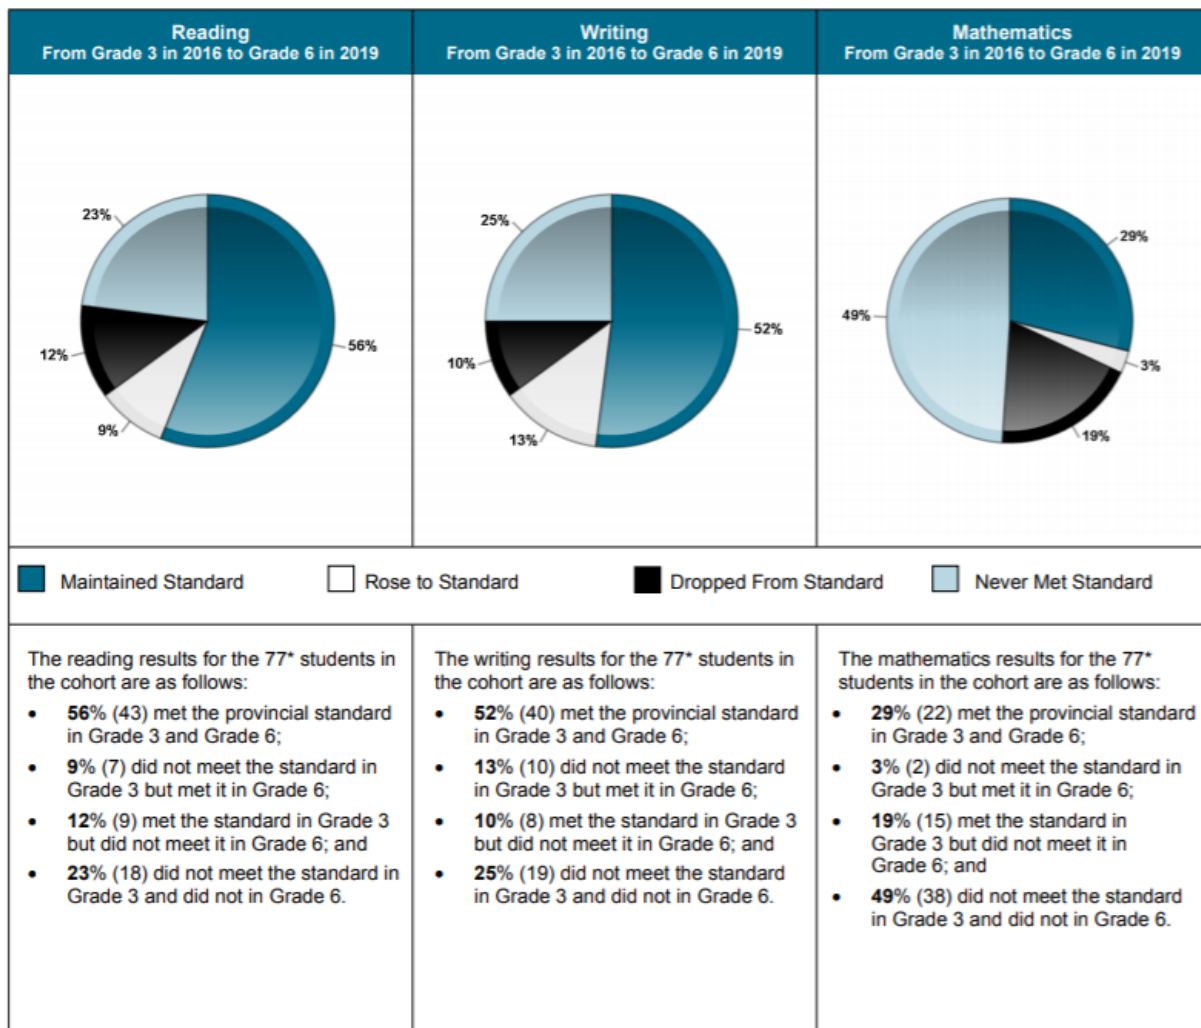 Reading
From Grade 3 in 2016 to Grade 6 in 2019
Writing
From Grade 3 in 2016 to Grade 6 in 2019
Mathematics
From Grade 3 in 2016 to Grade 6 in 2019
23%
12%
9%
56%
25%
10%
13%
52%
49%
29%
3%
19%
Maintained Standard
Rose to Standard
Dropped From Standard
Never Met Standard
The reading results for the 77* students in
the cohort are as follows:
• 56% (43) met the provincial standard
in Grade 3 and Grade 6;
• 9% (7) did not meet the standard in
Grade 3 but met it in Grade 6;
• 12% (9) met the standard in Grade 3
but did not meet it in Grade 6; and
• 23% (18) did not meet the standard in
Grade 3 and did not in Grade 6.
The writing results for the 77* students in
the cohort are as follows:
• 52% (40) met the provincial standard
in Grade 3 and Grade 6;
• 13% (10) did not meet the standard
in Grade 3 but met it in Grade 6;
• 10% (8) met the standard in Grade 3
but did not meet it in Grade 6; and
• 25% (19) did not meet the standard
in Grade 3 and did not in Grade 6.
The mathematics results for the 77*
students in the cohort are as follows:
• 29% (22) met the provincial standard
in Grade 3 and Grade 6;
• 3% (2) did not meet the standard in
Grade 3 but met it in Grade 6;
• 19% (15) met the standard in
Grade 3 but did not meet it in
Grade 6; and
• 49% (38) did not meet the standard
in Grade 3 and did not in Grade 6.